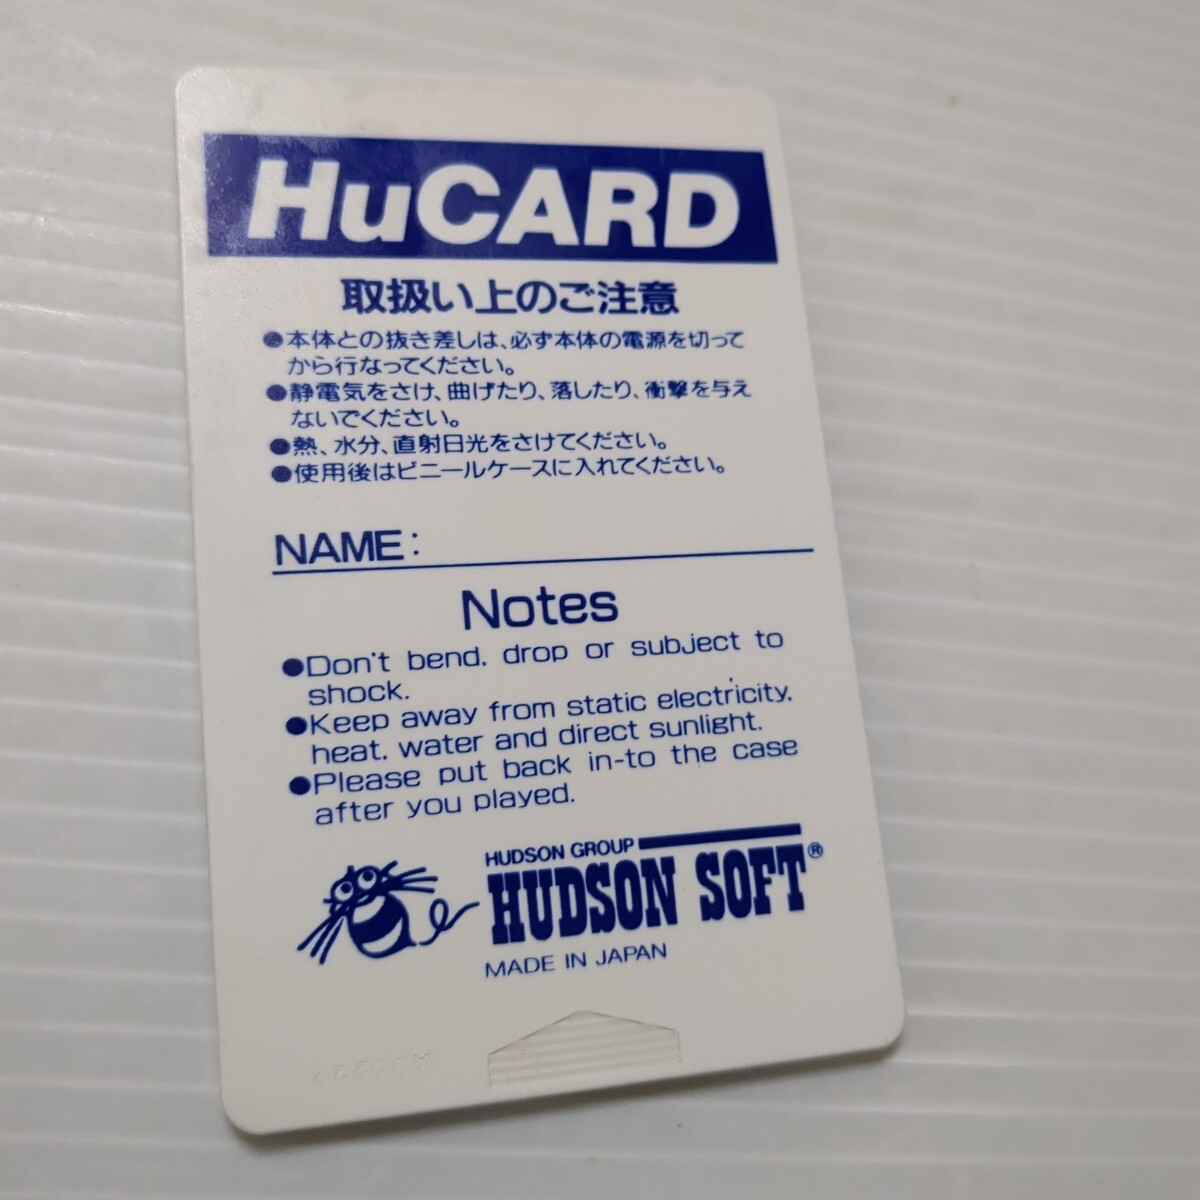 HuCARD
取扱い上のご注意
●本体との抜き差しは、必ず本体の電源を切って
から行なってください。
●静電気をさけ、曲げたり、落したり、衝撃を与え
ないでください。
●熱、水分、直射日光をさけてください。
●使用後はビニールケースに入れてください。
NAME:
Notes
●Don't bend, drop or subject to
shock.
●Keep away from static electricity,
heat, water and direct sunlight.
●Please put back in-to the case
after you played.
HUDSON GROUP
HUDSON SOFT®
MADE IN JAPAN